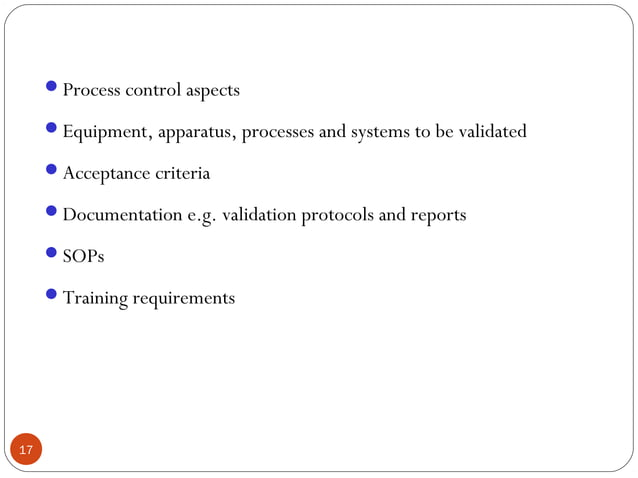 Process control aspects
Equipment, apparatus, processes and systems to be validated
Acceptance criteria
Documentation e.g. validation protocols and reports
SOPs
Training requirements
17